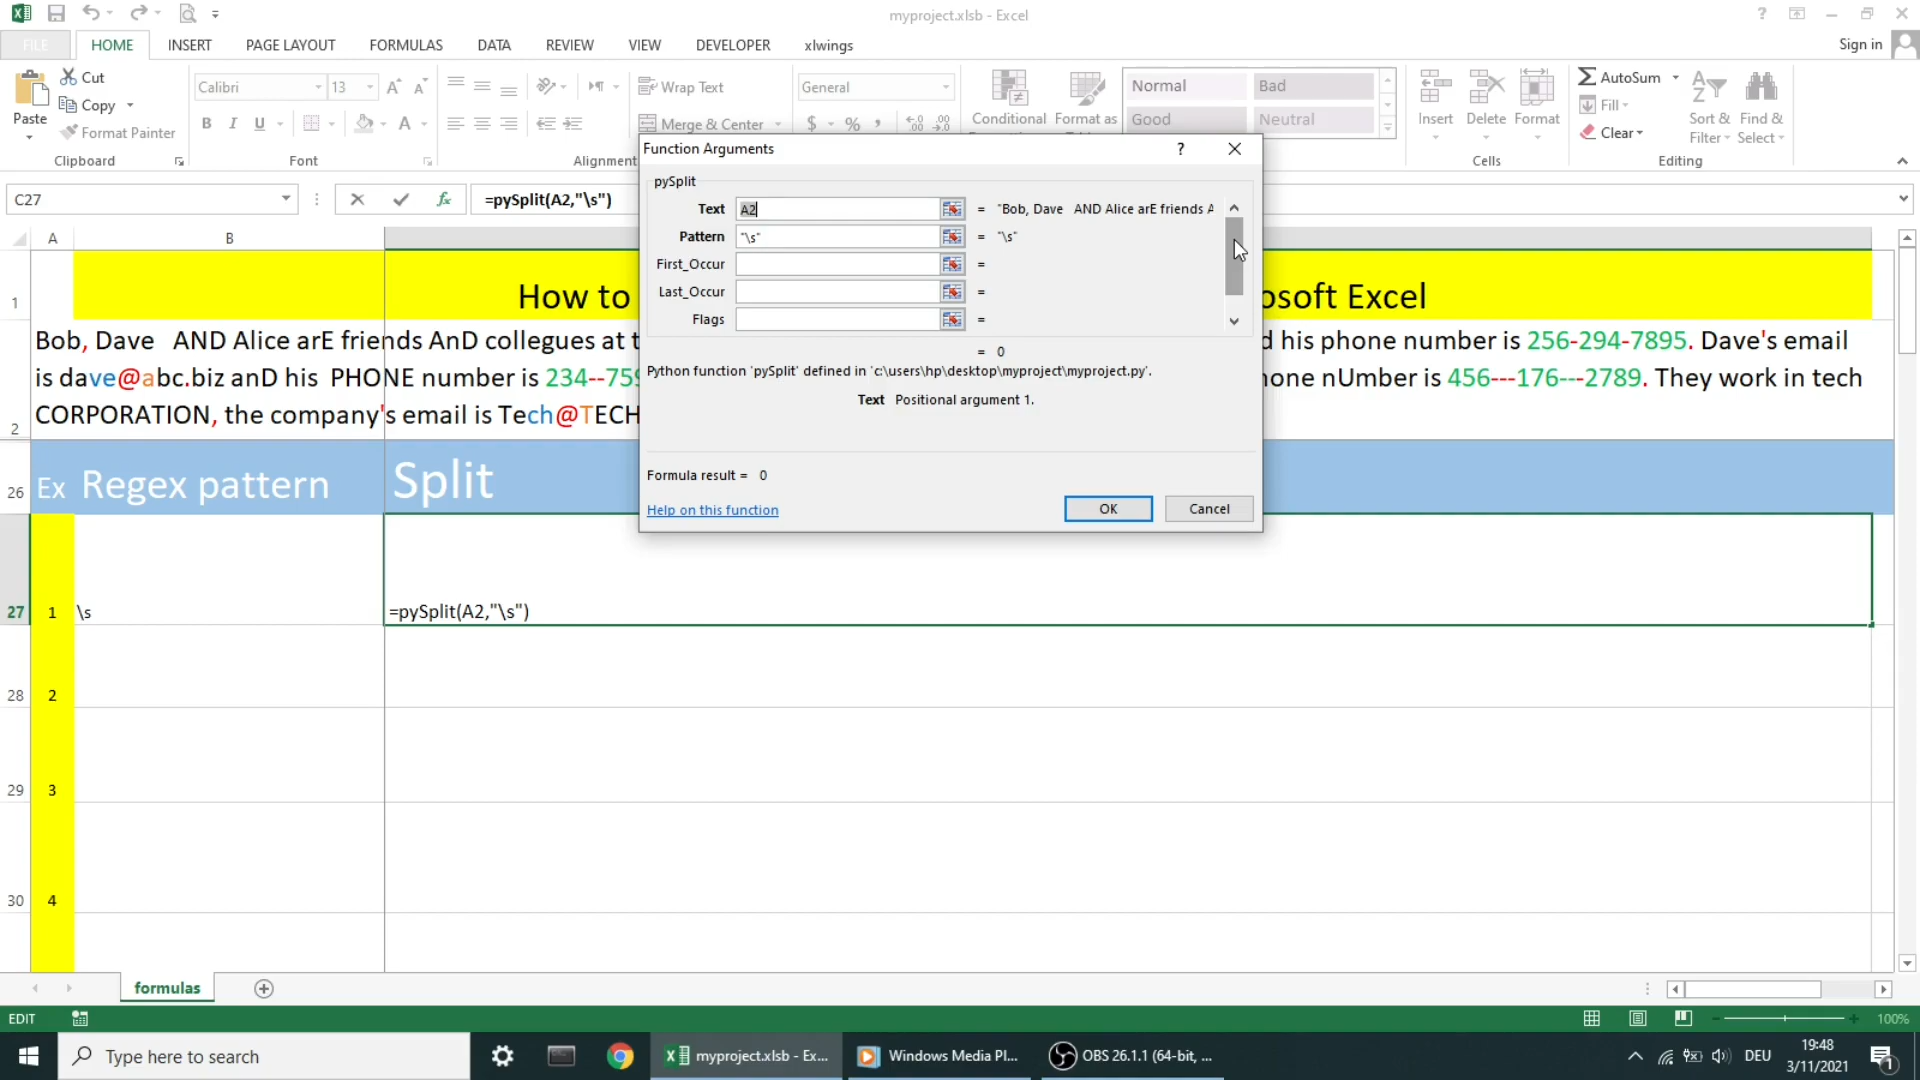 myproject.xlsb - Excel
FILE
HOME
INSERT
PAGE LAYOUT
FORMULAS
DATA
REVIEW
VIEW
DEVELOPER
xlwings
Sign in
Paste
Cut
Copy
Format Painter
Clipboard
Calibri
13
B I U
Font
Wrap Text
Merge & Center
Alignment
General
$ % ,
Conditional
Format as
Normal
Bad
Good
Neutral
Insert
Delete
Format
Cells
AutoSum
Fill
Clear
Sort &
Filter
Find &
Select
Editing
C27
=pySplit(A2,"\s")
A
B
1
How to
osoft Excel
Bob, Dave   AND Alice arE friends AnD collegues at t
d his phone number is 256-294-7895. Dave's email
is dave@abc.biz anD his  PHONE number is 234--759
hone nUmber is 456---176---2789. They work in tech
2
CORPORATION, the company's email is Tech@TECH
26
Ex
Regex pattern
Split
27
1
\s
=pySplit(A2,"\s")
28
2
29
3
30
4
Function Arguments
?
pySplit
Text
A2
= "Bob, Dave   AND Alice arE friends A
Pattern
"\s"
= "\s"
First_Occur
=
Last_Occur
=
Flags
=
= 0
Python function 'pySplit' defined in 'c:\users\hp\desktop\myproject\myproject.py'.
Text Positional argument 1.
Formula result = 0
Help on this function
OK
Cancel
formulas
EDIT
100%
Type here to search
myproject.xlsb - Ex...
Windows Media Pl...
OBS 26.1.1 (64-bit, ...
DEU
19:48
3/11/2021
1